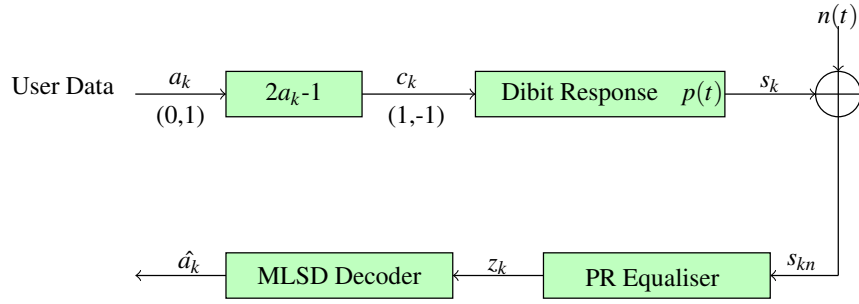 n(t)
User Data
a_k
(0,1)
2a_k-1
c_k
(1,-1)
Dibit Response p(t)
s_k
â_k
MLSD Decoder
z_k
PR Equaliser
s_kn